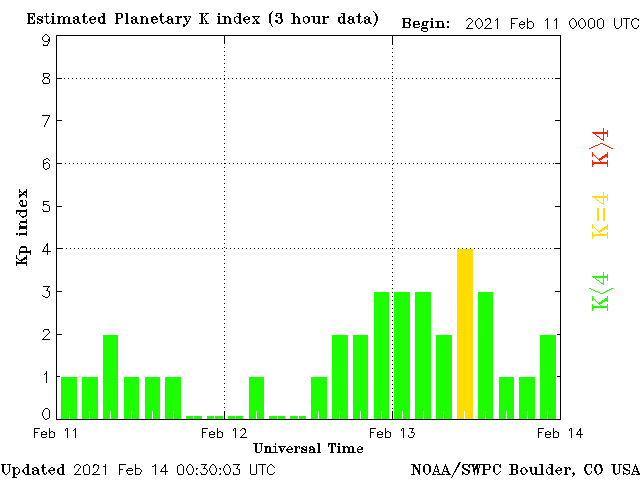 Estimated Planetary K index (3 hour data) Begin: 2021 Feb 11 0000 UTC
9
8
7
6
5
4
3
2
1
0
Kp index
K>4
K=4
K<4
Feb 11 Feb 12 Feb 13 Feb 14
Universal Time
Updated 2021 Feb 14 00:30:03 UTC NOAA/SWPC Boulder, CO USA